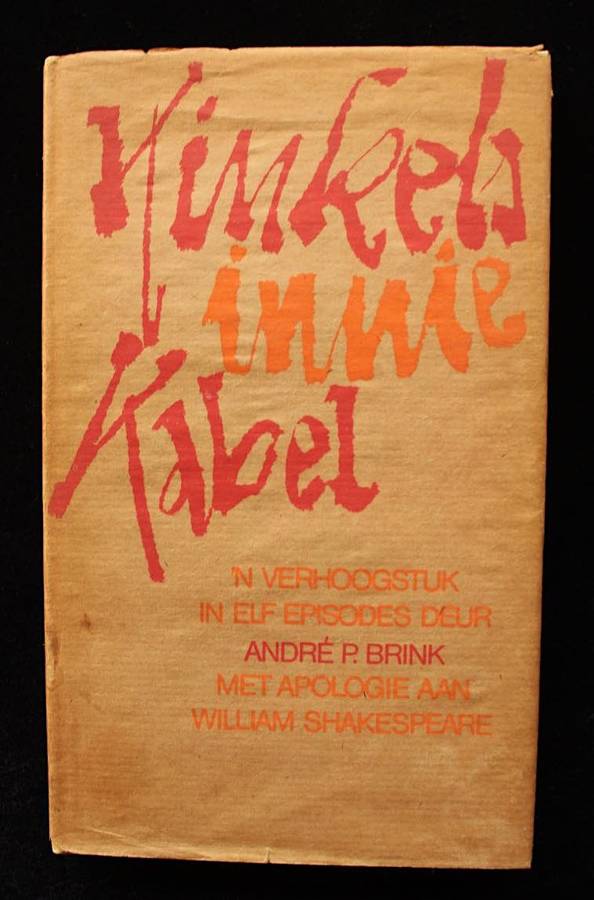 Kinkels
innie
Kabel
'N VERHOOGSTUK
IN ELF EPISODES DEUR
ANDRÉ P. BRINK
MET APOLOGIE AAN
WILLIAM SHAKESPEARE